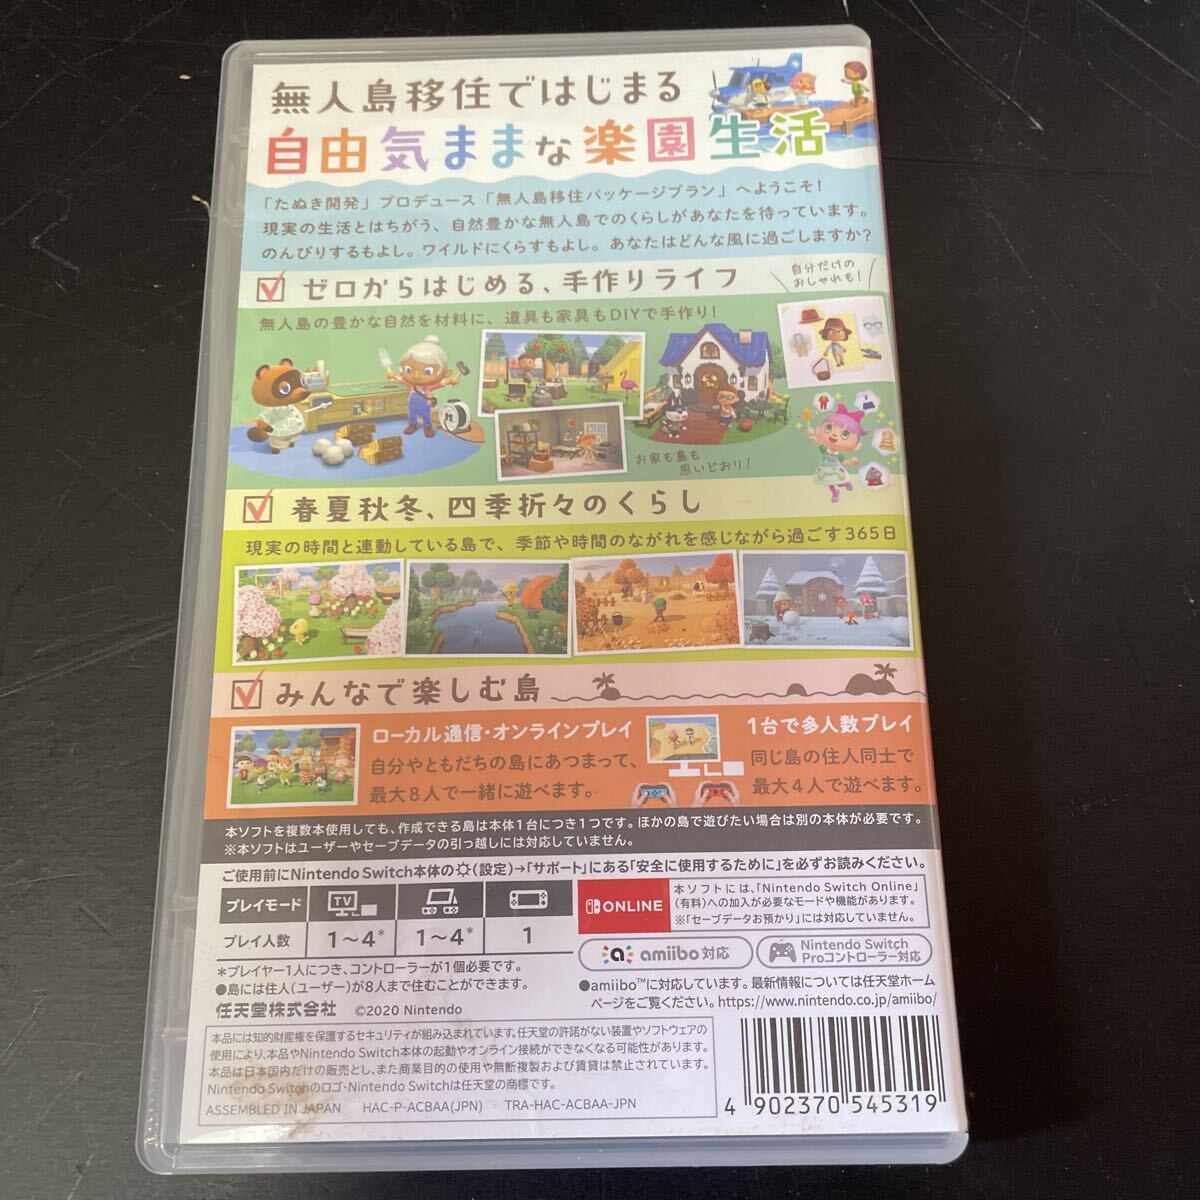 無人島移住ではじまる
自由気ままな楽園生活
「たぬき開発」プロデュース「無人島移住パッケージプラン」へようこそ!
現実の生活とはちがう、自然豊かな無人島でのくらしがあなたを待っています。
のんびりするもよし。ワイルドにくらすもよし。あなたはどんな風に過ごしますか?
ゼロからはじめる、手作りライフ
自分だけの
おしゃれも!
無人島の豊かな自然を材料に、道具も家具もDIYで手作り!
お家も島も
思いどおり!
春夏秋冬、四季折々のくらし
現実の時間と連動している島で、季節や時間のながれを感じながら過ごす365日
みんなで楽しむ島
ローカル通信・オンラインプレイ
自分やともだちの島にあつまって、
最大8人で一緒に遊べます。
1台で多人数プレイ
同じ島の住人同士で
最大4人で遊べます。
本ソフトを複数本使用しても、作成できる島は本体1台につき1つです。ほかの島で遊びたい場合は別の本体が必要です。
※本ソフトはユーザーやセーブデータの引っ越しには対応していません。
ご使用前にNintendo Switch本体の(設定)→「サポート」にある「安全に使用するために」を必ずお読みください。
プレイモード TV
プレイ人数 1~4* 1~4* 1
*プレイヤー1人につき、コントローラーが1個必要です。
●島には住人(ユーザー)が8人まで住むことができます。
任天堂株式会社 ©2020 Nintendo
ONLINE
本ソフトには、「Nintendo Switch Online」
(有料)への加入が必要なモードや機能があります。
※「セーブデータお預かり」には対応していません。
a amiibo対応
Nintendo Switch
Proコントローラー対応
●amiibo™に対応しています。最新情報については任天堂ホーム
ページをご覧ください。https://www.nintendo.co.jp/amiibo/
本品には知的財産権を保護するセキュリティが組み込まれています。任天堂の許諾がない装置やソフトウェアの
使用により、本品やNintendo Switch本体の起動やオンライン接続ができなくなる可能性があります。
本品は日本国内だけの販売とし、また商業目的の使用や無断複製および賃貸は禁止されています。
Nintendo Switchのロゴ・Nintendo Switchは任天堂の商標です。
ASSEMBLED IN JAPAN HAC-P-ACBAA(JPN) TRA-HAC-ACBAA-JPN
4 902370 545319